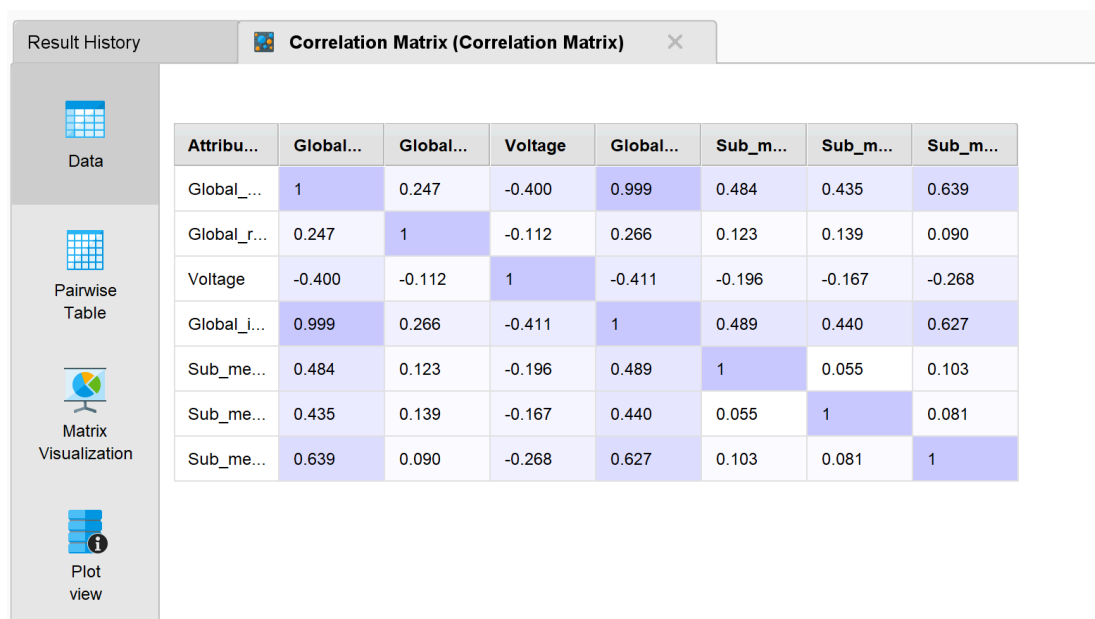 Result History
Correlation Matrix (Correlation Matrix)
Data
Pairwise
Table
Matrix
Visualization
Plot
view
Attribu... Global... Global... Voltage Global... Sub_m... Sub_m... Sub_m...
Global_... 1 0.247 -0.400 0.999 0.484 0.435 0.639
Global_r... 0.247 1 -0.112 0.266 0.123 0.139 0.090
Voltage -0.400 -0.112 1 -0.411 -0.196 -0.167 -0.268
Global_i... 0.999 0.266 -0.411 1 0.489 0.440 0.627
Sub_me... 0.484 0.123 -0.196 0.489 1 0.055 0.103
Sub_me... 0.435 0.139 -0.167 0.440 0.055 1 0.081
Sub_me... 0.639 0.090 -0.268 0.627 0.103 0.081 1